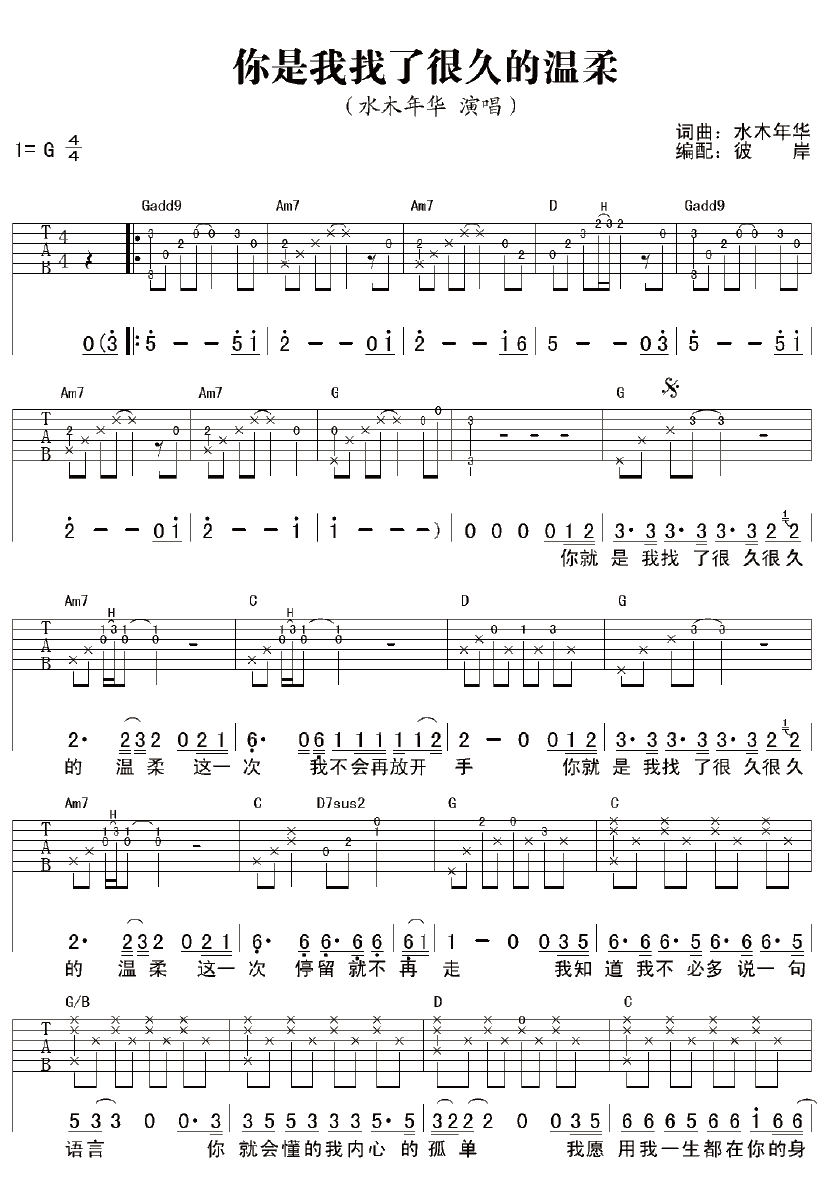 你是我找了很久的温柔
（水木年华 演唱）
词曲：水木年华
1= G 4/4
编配：彼 岸
Gadd9 Am7 Am7 D H Gadd9
T A B 4 4
0(3 5 - - 5 1 2 - - 0 1 2 - - 1 6 5 - - 0 3 5 - - 5 1
Am7 Am7 G G
2 - - 0 1 2 - - 1 1 - - -) 0 0 0 0 1 2 3· 3 3· 3 3· 3 2 1 2
你就 是 我找 了很 久很久
Am7 H C H D G
T A B
2· 2 3 2 0 2 1 6· 0 6 1 1 1 1 1 2 2 - 0 0 1 2 3· 3 3· 3 3· 3 2 1 2
的 温柔 这一 次 我不会再放开 手 你就 是 我找 了很 久很久
Am7 H C D7sus2 G C
T A B
2· 2 3 2 0 2 1 6· 6 6· 6 6 6 1 1 - 0 0 3 5 6· 6 6· 5 6· 6 6· 5
的 温柔 这一 次 停留 就不 再 走 我知 道 我不 必多 说一 句
G/B D C
T A B
5 3 3 0 0· 3 3 5 5 3 5 3 3· 5 3 2 2 2 0 0 3 5 6 6 6 5 6 6 1 6 6
语言 你 就会懂的我内心 的 孤单 我愿 用我一生都在你的身